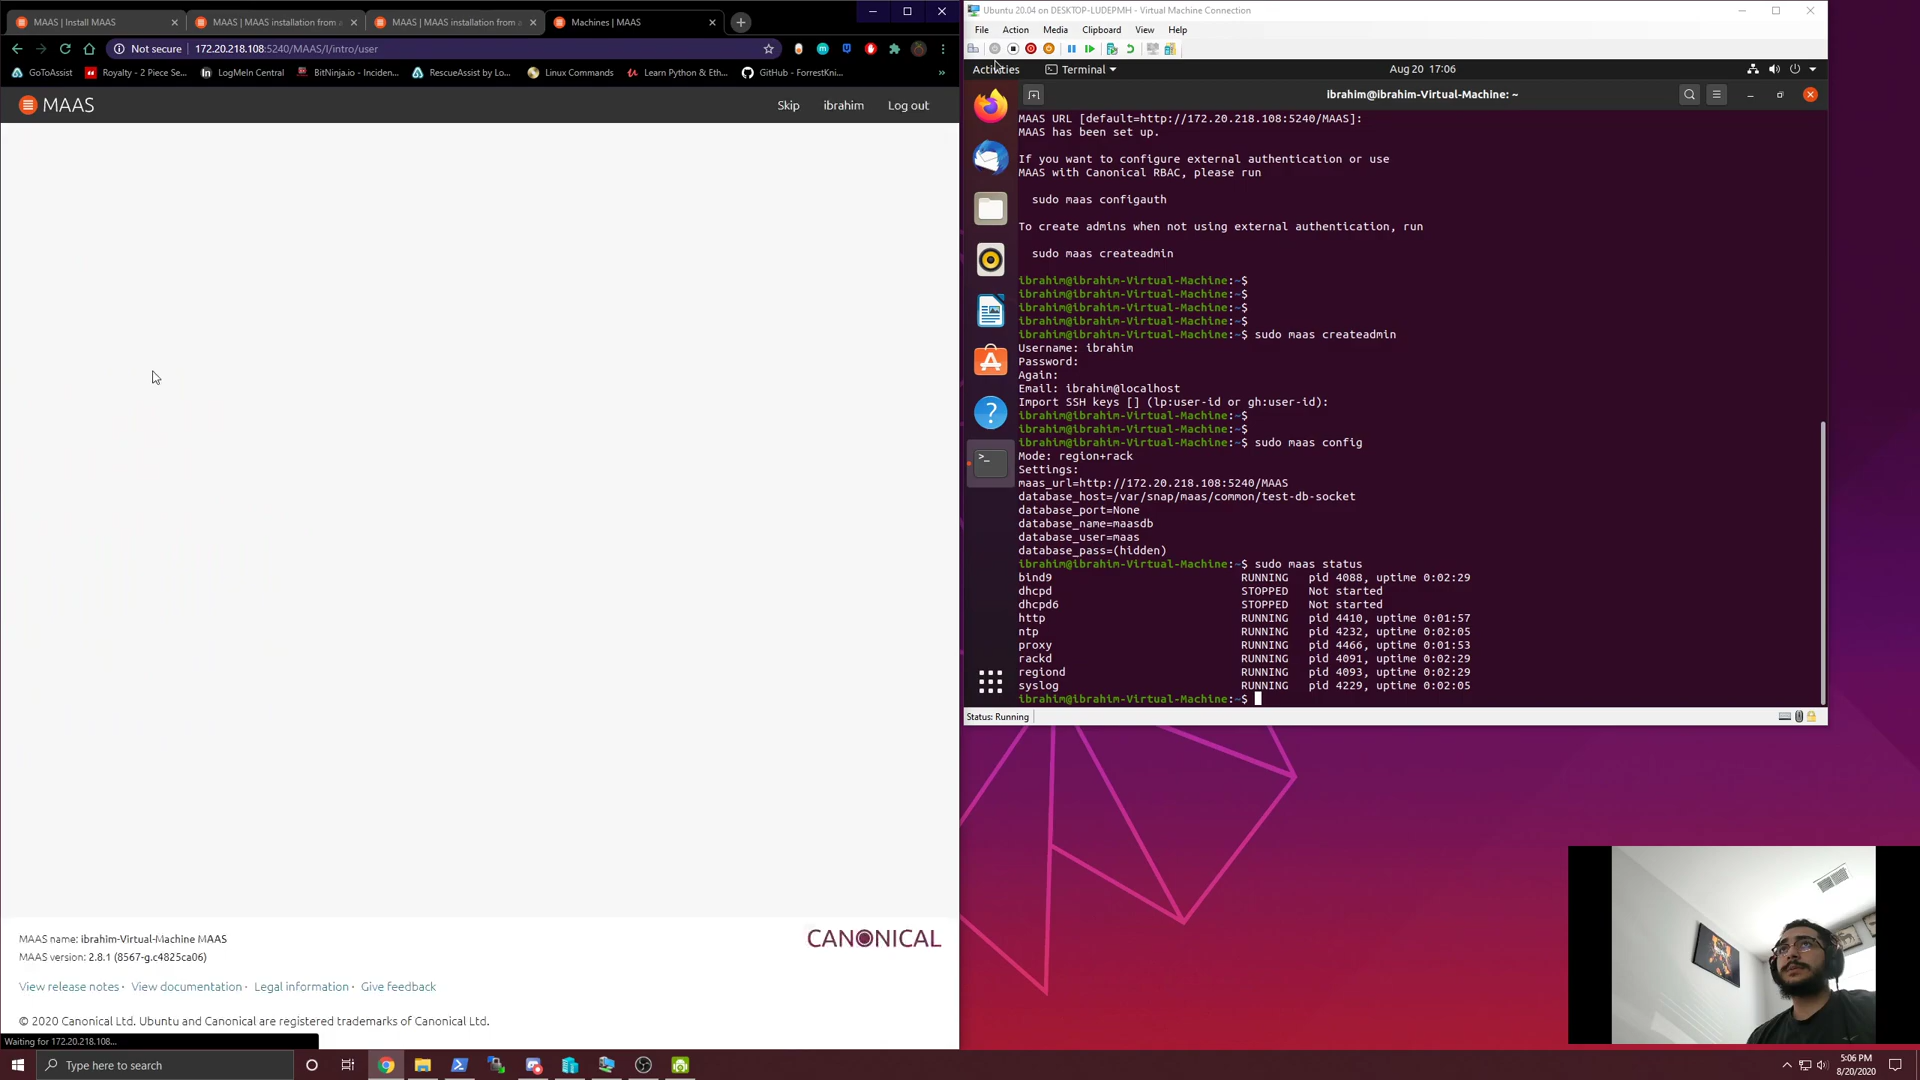 MAAS | Install MAAS
MAAS | MAAS installation from a
MAAS | MAAS installation from a
Machines | MAAS
Not secure 172.20.218.108:5240/MAAS/l/intro/user
GoToAssist
Royalty - 2 Piece Se...
LogMeIn Central
BitNinja.io - Inciden...
RescueAssist by Lo...
Linux Commands
Learn Python & Eth...
GitHub - ForrestKni...
MAAS
Skip
ibrahim
Log out
MAAS name: ibrahim-Virtual-Machine MAAS
MAAS version: 2.8.1 (8567-g.c4825ca06)
CANONICAL
View release notes · View documentation · Legal information · Give feedback
© 2020 Canonical Ltd. Ubuntu and Canonical are registered trademarks of Canonical Ltd.
Waiting for 172.20.218.108...
Ubuntu 20.04 on DESKTOP-LUDEPMH - Virtual Machine Connection
File Action Media Clipboard View Help
Activities
Terminal
Aug 20 17:06
ibrahim@ibrahim-Virtual-Machine: ~
MAAS URL [default=http://172.20.218.108:5240/MAAS]:
MAAS has been set up.
If you want to configure external authentication or use
MAAS with Canonical RBAC, please run
sudo maas configauth
To create admins when not using external authentication, run
sudo maas createadmin
ibrahim@ibrahim-Virtual-Machine:~$
ibrahim@ibrahim-Virtual-Machine:~$
ibrahim@ibrahim-Virtual-Machine:~$
ibrahim@ibrahim-Virtual-Machine:~$
ibrahim@ibrahim-Virtual-Machine:~$ sudo maas createadmin
Username: ibrahim
Password:
Again:
Email: ibrahim@localhost
Import SSH keys [] (lp:user-id or gh:user-id):
ibrahim@ibrahim-Virtual-Machine:~$
ibrahim@ibrahim-Virtual-Machine:~$
ibrahim@ibrahim-Virtual-Machine:~$ sudo maas config
Mode: region+rack
Settings:
maas_url=http://172.20.218.108:5240/MAAS
database_host=/var/snap/maas/common/test-db-socket
database_port=None
database_name=maasdb
database_user=maas
database_pass=(hidden)
ibrahim@ibrahim-Virtual-Machine:~$ sudo maas status
bind9 RUNNING pid 4088, uptime 0:02:29
dhcpd STOPPED Not started
dhcpd6 STOPPED Not started
http RUNNING pid 4410, uptime 0:01:57
ntp RUNNING pid 4232, uptime 0:02:05
proxy RUNNING pid 4466, uptime 0:01:53
rackd RUNNING pid 4091, uptime 0:02:29
regiond RUNNING pid 4093, uptime 0:02:29
syslog RUNNING pid 4229, uptime 0:02:05
ibrahim@ibrahim-Virtual-Machine:~$
Status: Running
Type here to search
5:06 PM
8/20/2020